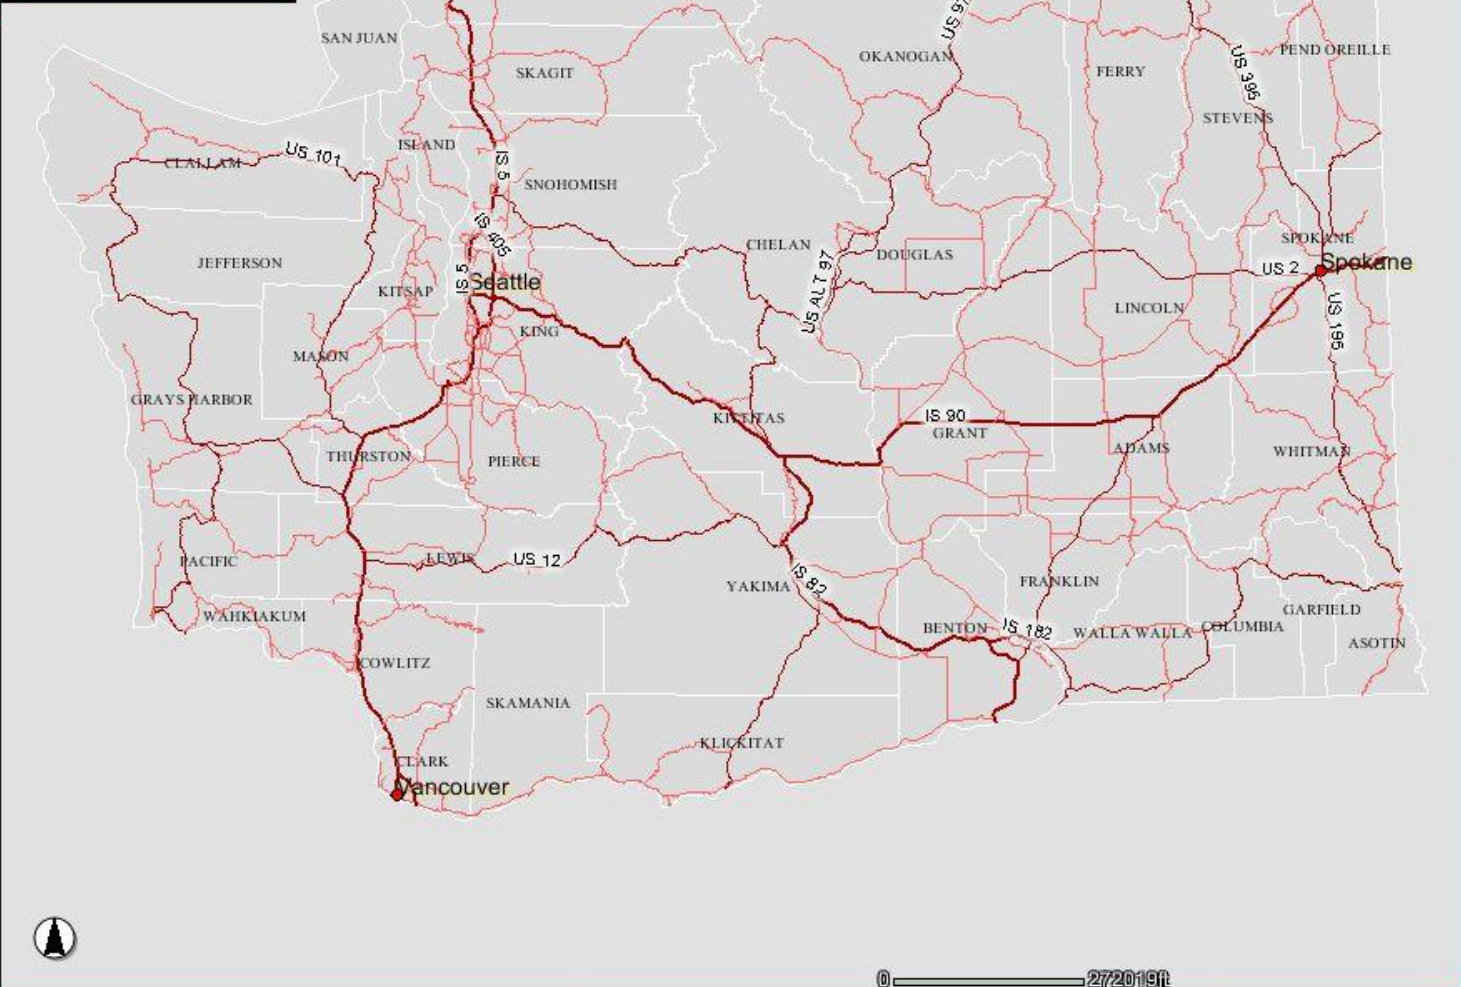 US 97
SAN JUAN
PEND OREILLE
OKANOGAN
SKAGIT
FERRY
US 395
STEVENS
ISLAND
US 101
CLALLAM
IS 5
SNOHOMISH
IS 405
SPOKANE
CHELAN
DOUGLAS
JEFFERSON
Spokane
US 2
IS 5
Seattle
KITSAP
US ALT 97
LINCOLN
US 195
KING
MASON
GRAYS HARBOR
IS 90
KITTITAS
GRANT
ADAMS
WHITMAN
THURSTON
PIERCE
PACIFIC
LEWIS
US 12
YAKIMA
IS 82
FRANKLIN
GARFIELD
WAHKIAKUM
BENTON
IS 182
WALLA WALLA
COLUMBIA
ASOTIN
COWLITZ
SKAMANIA
KLICKITAT
CLARK
Vancouver
0
272019ft